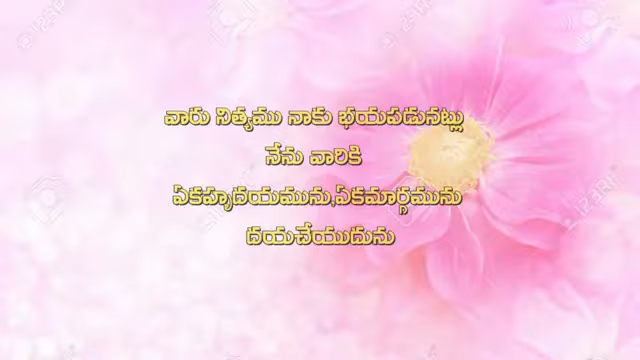 వారు నిత్యము నాకు భయపడునట్లు
నేను వారికి
ఏకహృదయమును,ఏకమార్గమును
దయచేయుదును